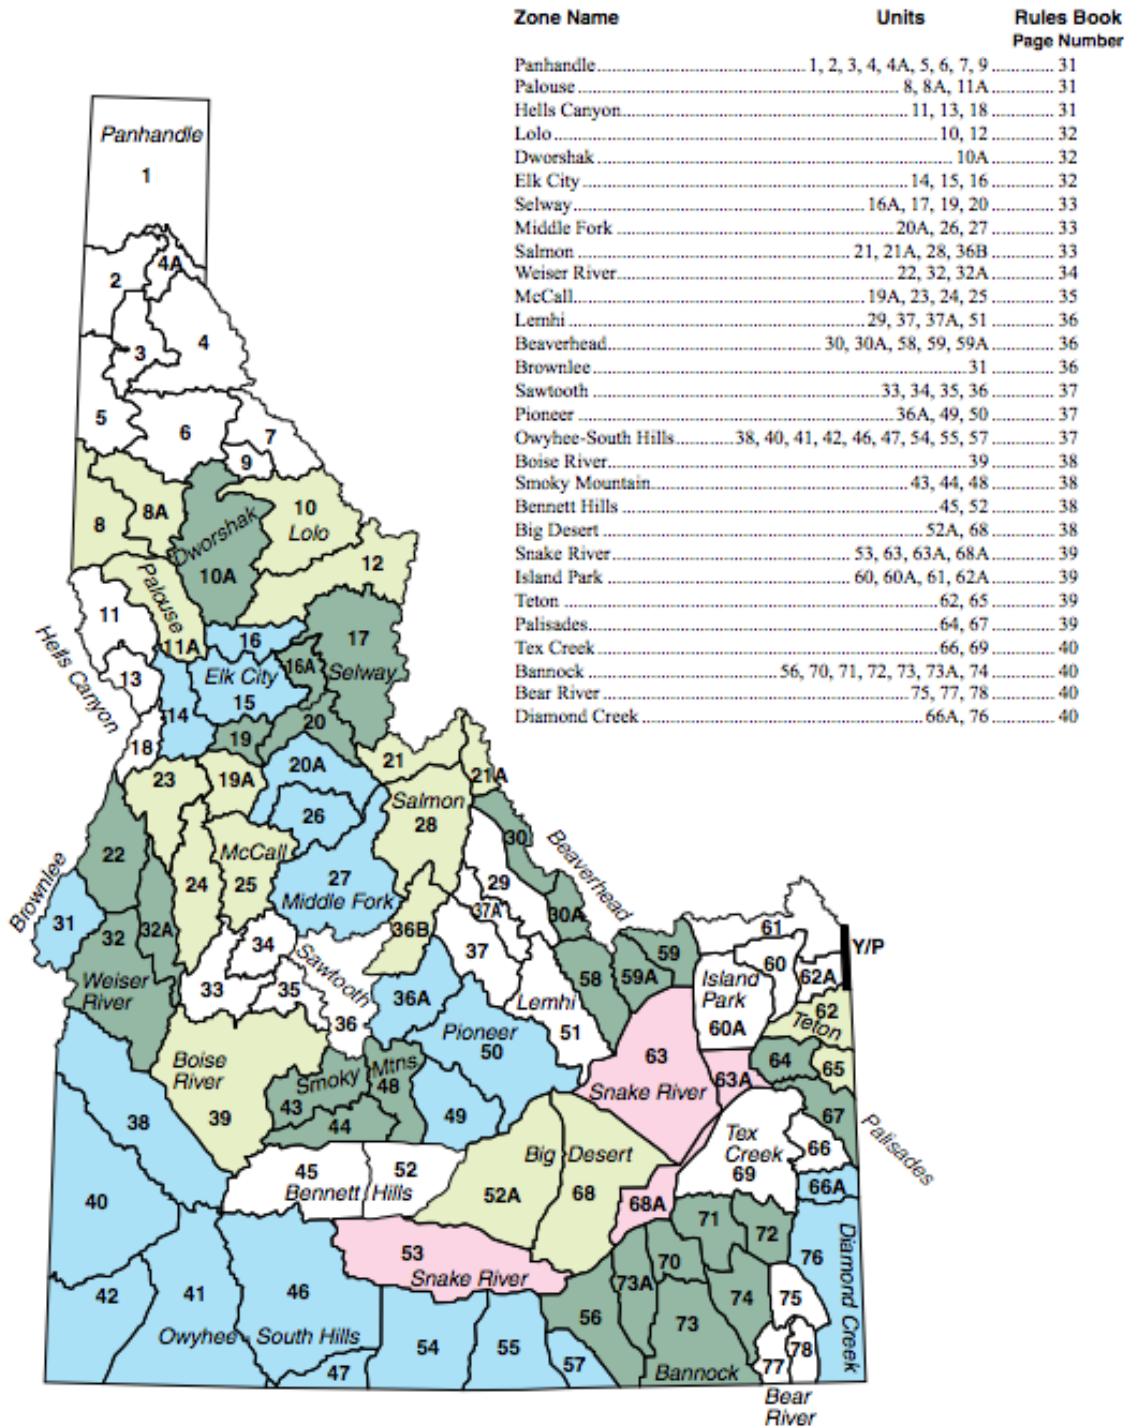 Zone Name Units Rules Book
Page Number
Panhandle 1, 2, 3, 4, 4A, 5, 6, 7, 9 31
Palouse 8, 8A, 11A 31
Hells Canyon 11, 13, 18 31
Lolo 10, 12 32
Dworshak 10A 32
Elk City 14, 15, 16 32
Selway 16A, 17, 19, 20 33
Middle Fork 20A, 26, 27 33
Salmon 21, 21A, 28, 36B 33
Weiser River 22, 32, 32A 34
McCall 19A, 23, 24, 25 35
Lemhi 29, 37, 37A, 51 36
Beaverhead 30, 30A, 58, 59, 59A 36
Brownlee 31 36
Sawtooth 33, 34, 35, 36 37
Pioneer 36A, 49, 50 37
Owyhee-South Hills 38, 40, 41, 42, 46, 47, 54, 55, 57 37
Boise River 39 38
Smoky Mountain 43, 44, 48 38
Bennett Hills 45, 52 38
Big Desert 52A, 68 38
Snake River 53, 63, 63A, 68A 39
Island Park 60, 60A, 61, 62A 39
Teton 62, 65 39
Palisades 64, 67 39
Tex Creek 66, 69 40
Bannock 56, 70, 71, 72, 73, 73A, 74 40
Bear River 75, 77, 78 40
Diamond Creek 66A, 76 40
Panhandle
1
2
4A
3
4
5
6
7
9
8
8A
Dworshak
10A
10
Lolo
12
Palouse
11A
11
Hells Canyon
13
14
18
16
Elk City
15
16A
17
Selway
19
20
20A
21
21A
23
19A
26
Salmon
28
22
McCall
24
25
27
Middle Fork
30
Beaverhead
29
37A
30A
Brownlee
31
32
32A
Weiser
River
34
33
35
Sawtooth
36
36B
36A
37
Lemhi
51
58
59A
59
61
Y/P
Island
Park
60A
60
62A
62
Teton
65
64
67
Palisades
66
66A
Pioneer
50
49
63
Snake River
63A
Boise
River
39
Smoky
Mtns
43
44
48
38
40
45
52
Bennett Hills
Big Desert
52A
68
68A
Tex
Creek
69
53
Snake River
42
41
46
Owyhee - South Hills
47
54
55
57
56
73A
70
71
72
73
74
Bannock
75
76
Diamond Creek
77
78
Bear
River